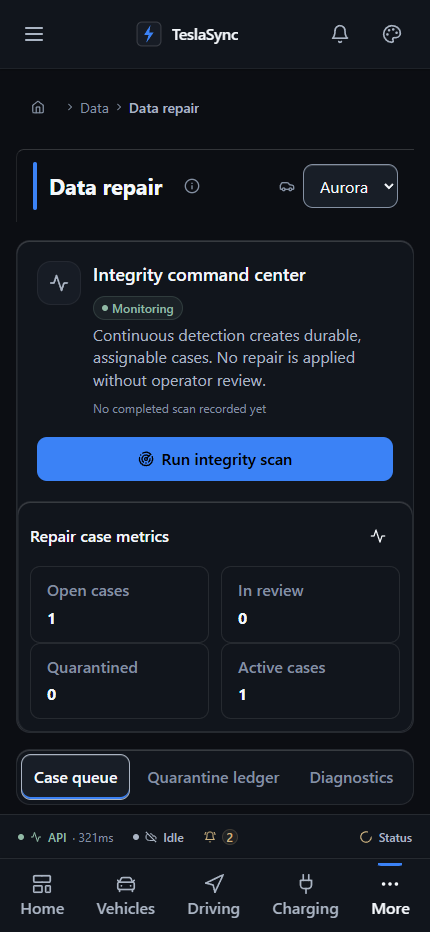 TeslaSync
Data
Data repair
Data repair
Aurora
Integrity command center
Monitoring
Continuous detection creates durable,
assignable cases. No repair is applied
without operator review.
No completed scan recorded yet
Run integrity scan
Repair case metrics
Open cases
1
In review
0
Quarantined
0
Active cases
1
Case queue
Quarantine ledger
Diagnostics
API · 321ms
Idle
2
Status
Home
Vehicles
Driving
Charging
More